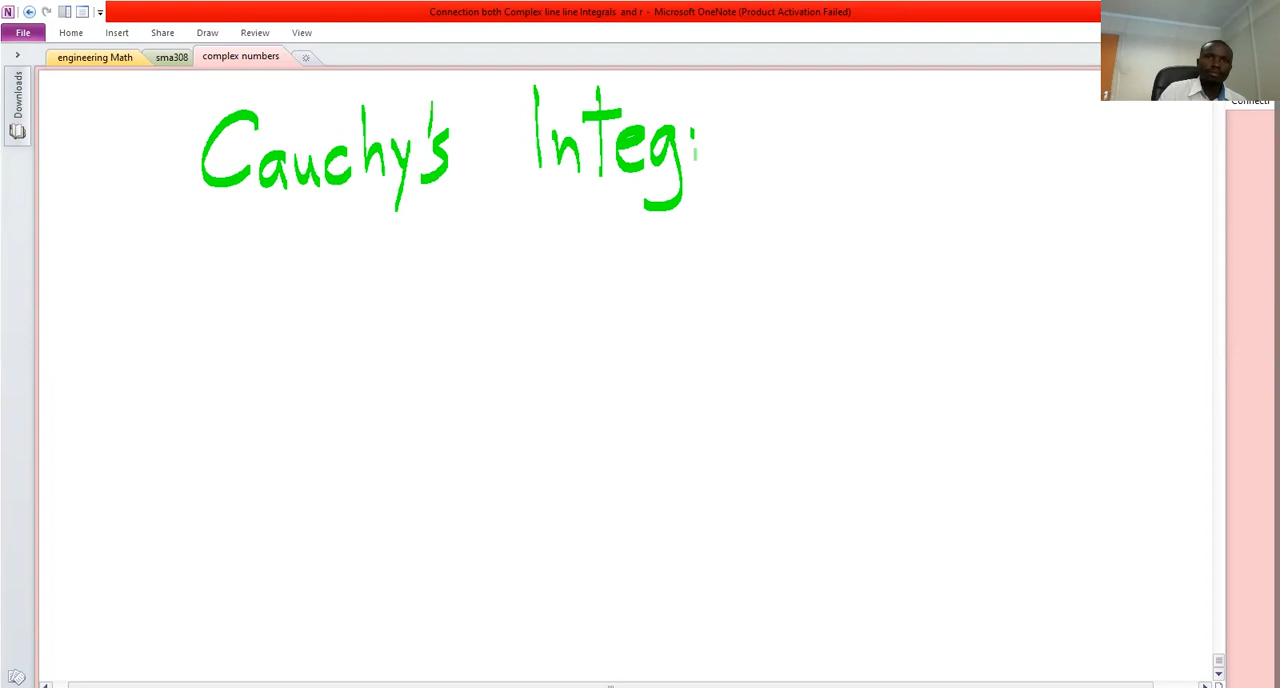 Connection both Complex line line Integrals and r - Microsoft OneNote (Product Activation Failed)
File Home Insert Share Draw Review View
engineering Math sma308 complex numbers
Downloads
Cauchy's Integ
Connecti